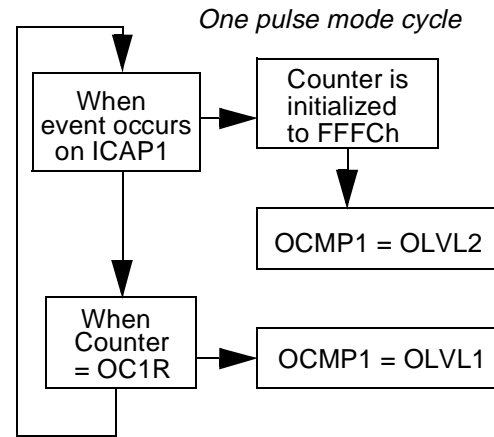 One pulse mode cycle
When
event occurs
on ICAP1
Counter is
initialized
to FFFCh
OCMP1 = OLVL2
When
Counter
= OC1R
OCMP1 = OLVL1